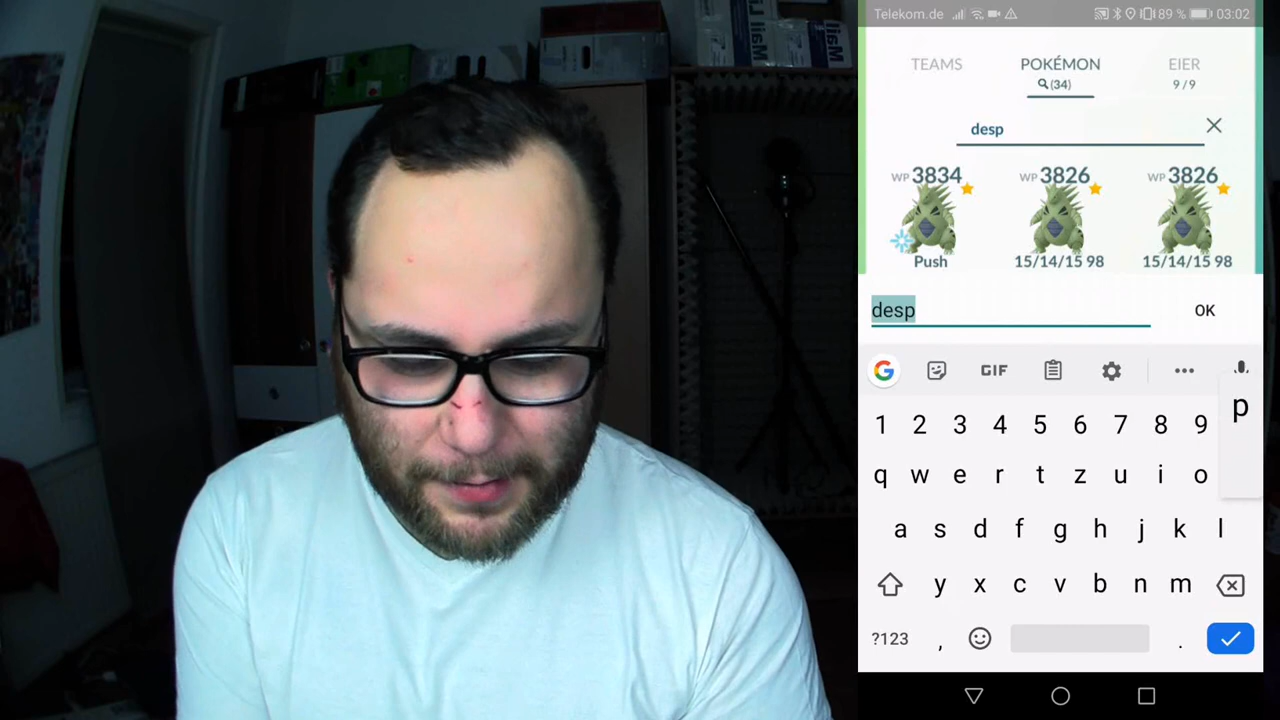 Telekom.de 89 % 03:02
TEAMS POKÉMON EIER
(34) 9/9
desp
WP 3834 WP 3826 WP 3826
Push 15/14/15 98 15/14/15 98
desp OK
G GIF
1 2 3 4 5 6 7 8 9 p
q w e r t z u i o
a s d f g h j k l
y x c v b n m
?123 , .